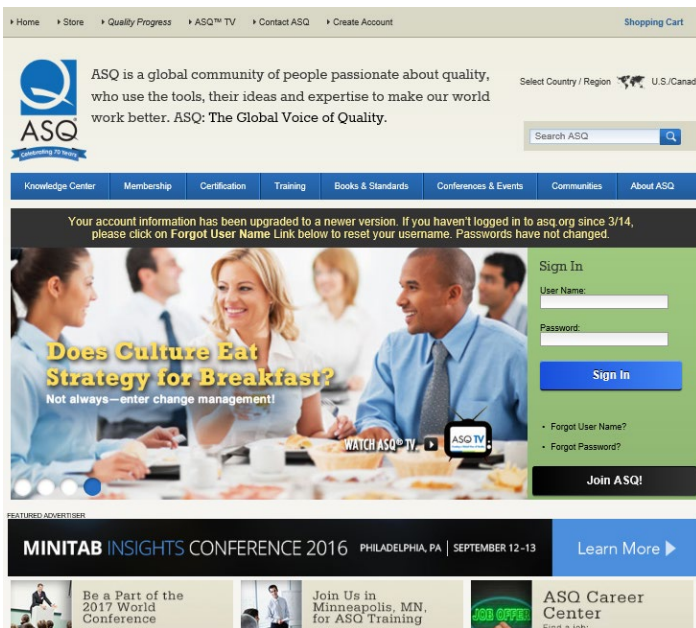 Home Store Quality Progress ASQ™ TV Contact ASQ Create Account Shopping Cart
ASQ
Celebrating 70 Years
ASQ is a global community of people passionate about quality,
who use the tools, their ideas and expertise to make our world
work better. ASQ: The Global Voice of Quality.
Select Country / Region U.S./Canad
Search ASQ
Knowledge Center Membership Certification Training Books & Standards Conferences & Events Communities About ASQ
Your account information has been upgraded to a newer version. If you haven't logged in to asq.org since 3/14,
please click on Forgot User Name Link below to reset your username. Passwords have not changed.
Does Culture Eat
Strategy for Breakfast?
Not always—enter change management!
WATCH ASQ® TV
ASQ TV
Sign In
User Name:
Password:
Sign In
Forgot User Name?
Forgot Password?
Join ASQ!
FEATURED ADVERTISER
MINITAB INSIGHTS CONFERENCE 2016 PHILADELPHIA, PA | SEPTEMBER 12-13 Learn More
Be a Part of the
2017 World
Conference
Join Us in
Minneapolis, MN,
for ASQ Training
JOB OFFER
ASQ Career
Center
Find a job